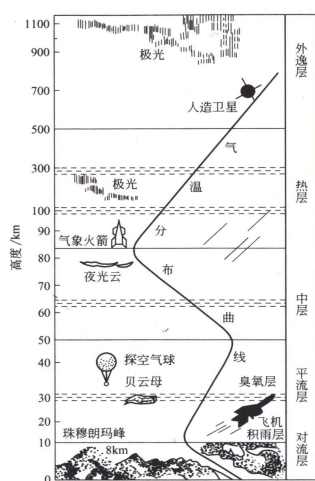 1100
900
极光
外逸层
700
人造卫星
500
气
300
温
热层
极光
100
分
90
气象火箭
高度/km
80
夜光云
布
70
中层
60
曲
50
线
40
探空气球
臭氧层
平流层
贝云母
30
飞机
20
积雨层
珠穆朗玛峰
10
对流层
8km
0